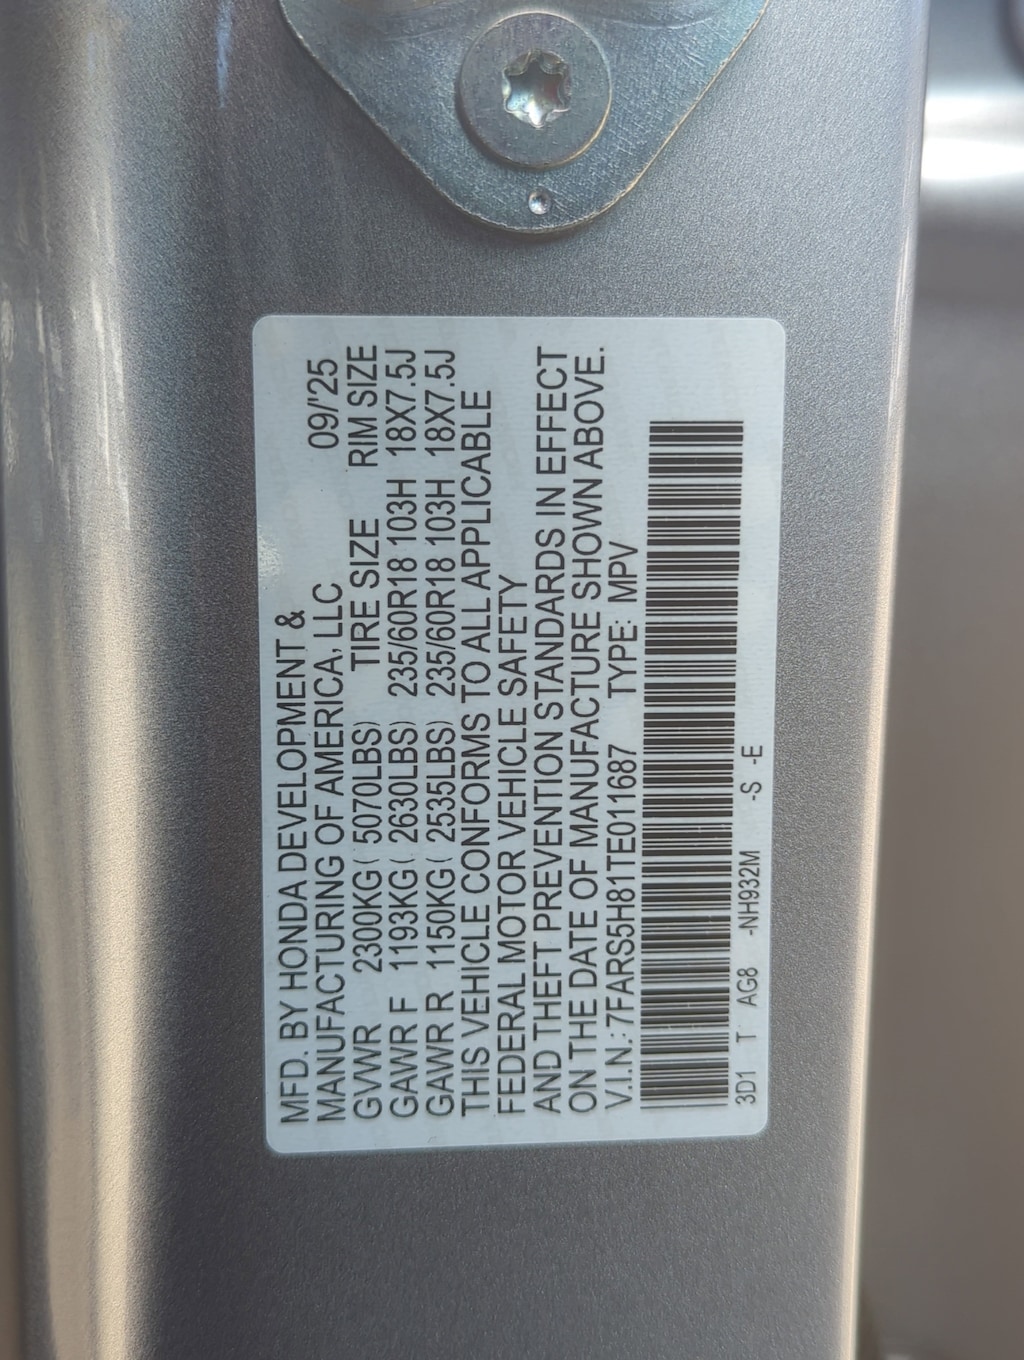 MFD. BY HONDA DEVELOPMENT &
MANUFACTURING OF AMERICA, LLC 09/'25
GVWR 2300KG ( 5070LBS) TIRE SIZE RIM SIZE
GAWR F 1193KG ( 2630LBS) 235/60R18 103H 18X7.5J
GAWR R 1150KG ( 2535LBS) 235/60R18 103H 18X7.5J
THIS VEHICLE CONFORMS TO ALL APPLICABLE
FEDERAL MOTOR VEHICLE SAFETY
AND THEFT PREVENTION STANDARDS IN EFFECT
ON THE DATE OF MANUFACTURE SHOWN ABOVE.
V.I.N.:7FARS5H81TE011687 TYPE: MPV
3D1 T AG8 -NH932M -S -E